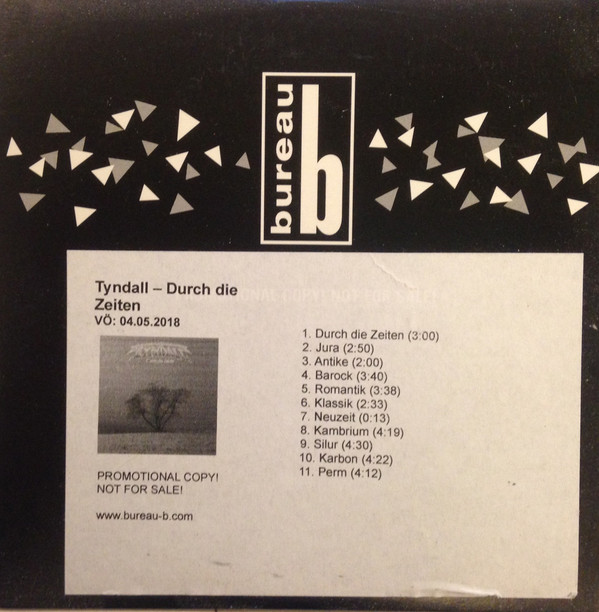 bureau
b
Tyndall – Durch die
Zeiten
VÖ: 04.05.2018
PROMOTIONAL COPY!
NOT FOR SALE!
www.bureau-b.com
1. Durch die Zeiten (3:00)
2. Jura (2:50)
3. Antike (2:00)
4. Barock (3:40)
5. Romantik (3:38)
6. Klassik (2:33)
7. Neuzeit (0:13)
8. Kambrium (4:19)
9. Silur (4:30)
10. Karbon (4:22)
11. Perm (4:12)